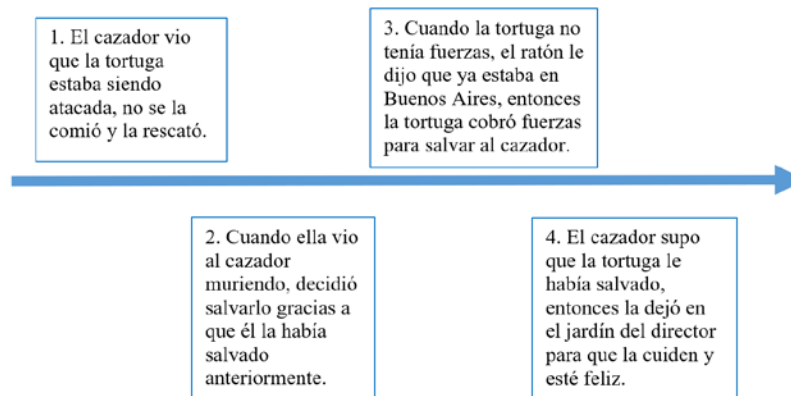 1. El cazador vio
que la tortuga
estaba siendo
atacada, no se la
comió y la rescató.
2. Cuando ella vio
al cazador
muriendo, decidió
salvarlo gracias a
que él la había
salvado
anteriormente.
3. Cuando la tortuga no
tenía fuerzas, el ratón le
dijo que ya estaba en
Buenos Aires, entonces
la tortuga cobró fuerzas
para salvar al cazador.
4. El cazador supo
que la tortuga le
había salvado,
entonces la dejó en
el jardín del director
para que la cuiden y
esté feliz.